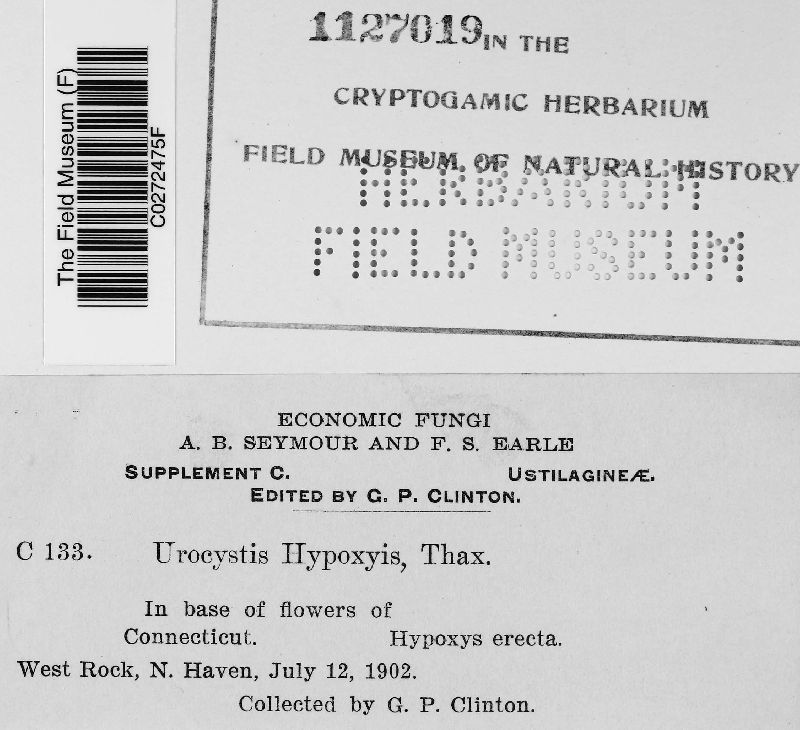 The Field Museum (F)
C0272475F
1127019 IN THE
CRYPTOGAMIC HERBARIUM
FIELD MUSEUM OF NATURAL HISTORY
HERBARIUM
FIELD MUSEUM
ECONOMIC FUNGI
A. B. SEYMOUR AND F. S. EARLE
SUPPLEMENT C. USTILAGINEÆ.
EDITED BY G. P. CLINTON.
C 133. Urocystis Hypoxyis, Thax.
In base of flowers of
Connecticut. Hypoxys erecta.
West Rock, N. Haven, July 12, 1902.
Collected by G. P. Clinton.